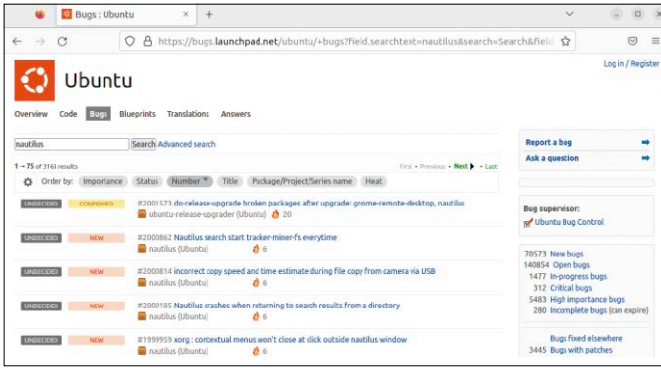 Bugs : Ubuntu
https://bugs.launchpad.net/ubuntu/+bugs?field.searchtext=nautilus&search=Search&field
Log in / Register
Ubuntu
Overview Code Bugs Blueprints Translations Answers
nautilus Search Advanced search
1 → 75 of 3163 results First • Previous • Next • Last
Order by: Importance Status Number Title Package/Project/Series name Heat
UNDECIDED CONFIRMED #2001573 do-release-upgrade broken packages after upgrade: gnome-remote-desktop, nautilus
ubuntu-release-upgrader (Ubuntu) 20
UNDECIDED NEW #2000862 Nautilus search start tracker-miner-fs everytime
nautilus (Ubuntu) 6
UNDECIDED NEW #2000814 incorrect copy speed and time estimate during file copy from camera via USB
nautilus (Ubuntu) 6
UNDECIDED NEW #2000185 Nautilus crashes when returning to search results from a directory
nautilus (Ubuntu) 6
UNDECIDED NEW #1999959 xorg : contextual menus won't close at click outside nautilus window
nautilus (Ubuntu) 6
Report a bug
Ask a question
Bug supervisor:
Ubuntu Bug Control
70573 New bugs
140854 Open bugs
1477 In-progress bugs
312 Critical bugs
5483 High importance bugs
280 Incomplete bugs (can expire)
Bugs fixed elsewhere
3445 Bugs with patches